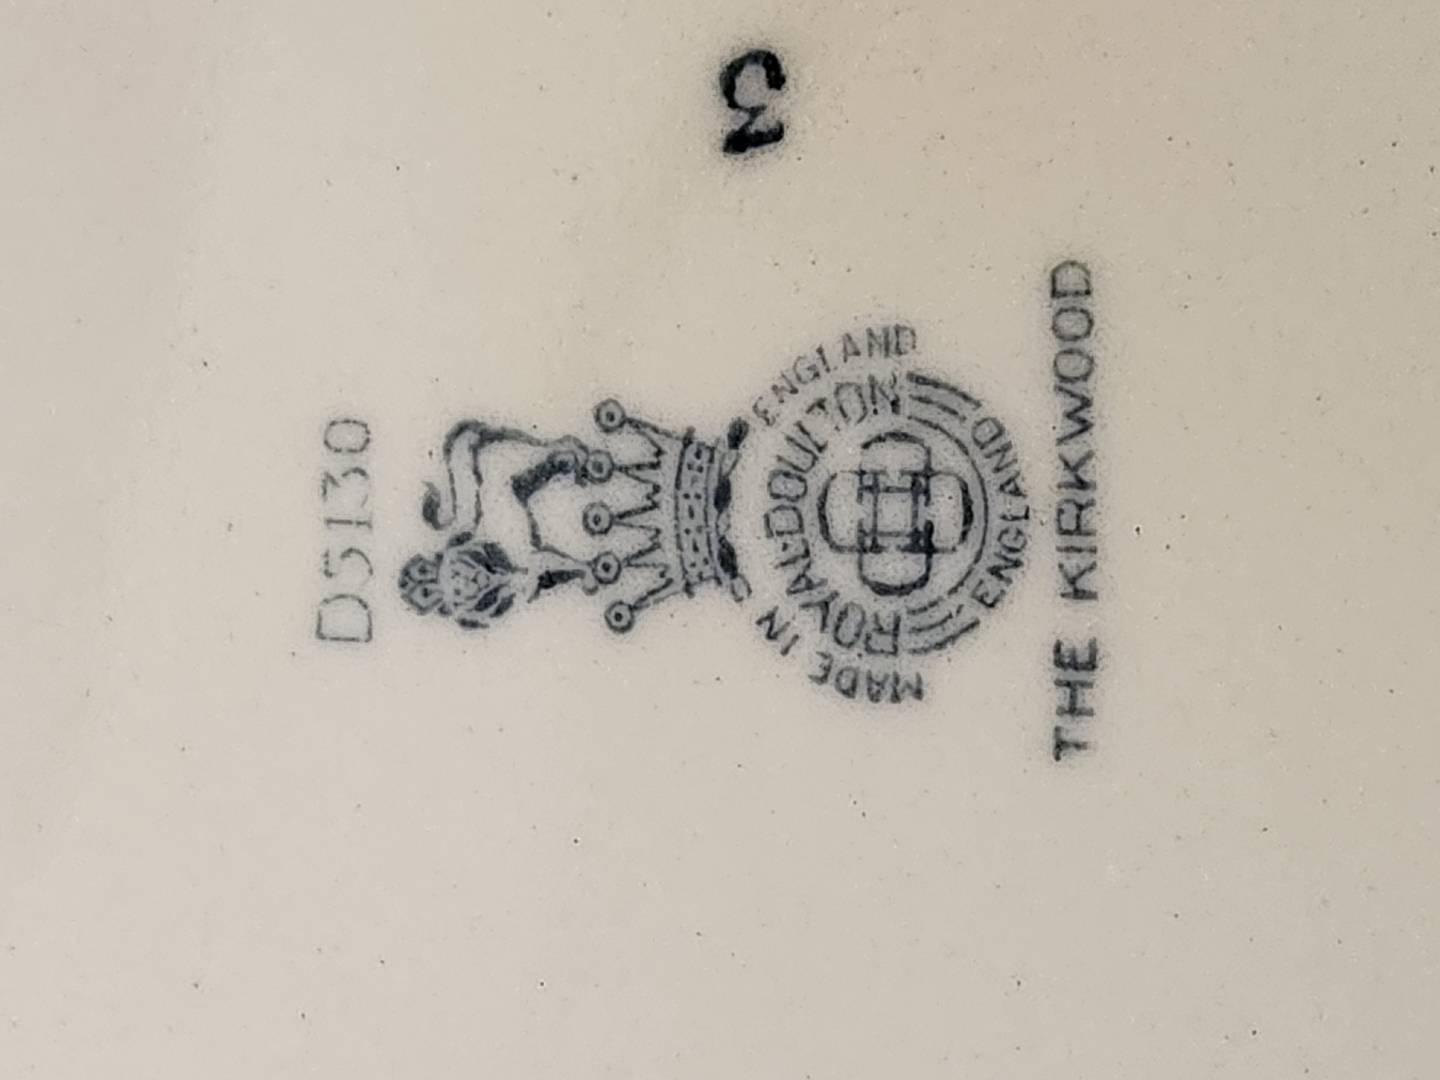 D5130
MADE IN ENGLAND
ROYAL·DOULTON
ENGLAND
THE KIRKWOOD
3